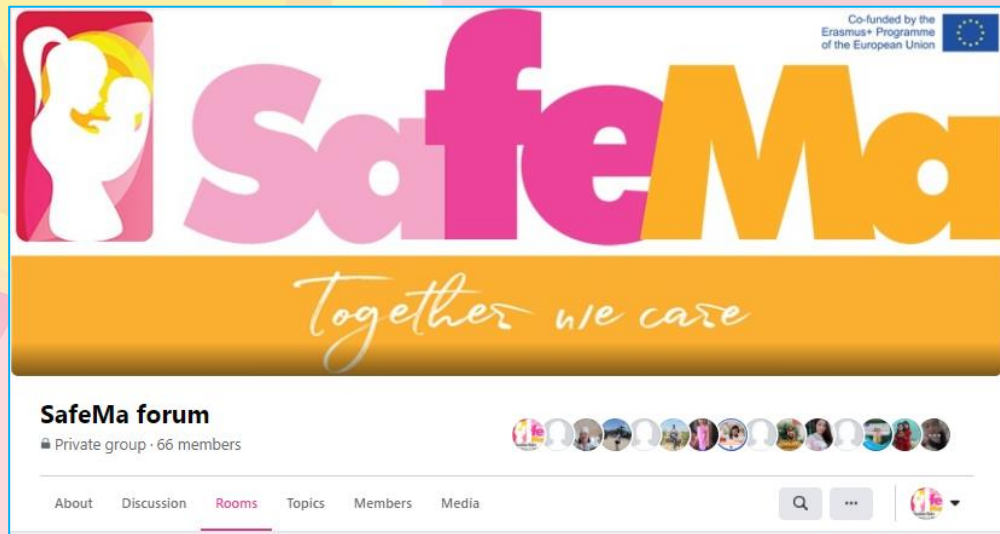 Co-funded by the
Erasmus+ Programme
of the European Union
SafeMa
Together we care
SafeMa forum
Private group · 66 members
About Discussion Rooms Topics Members Media